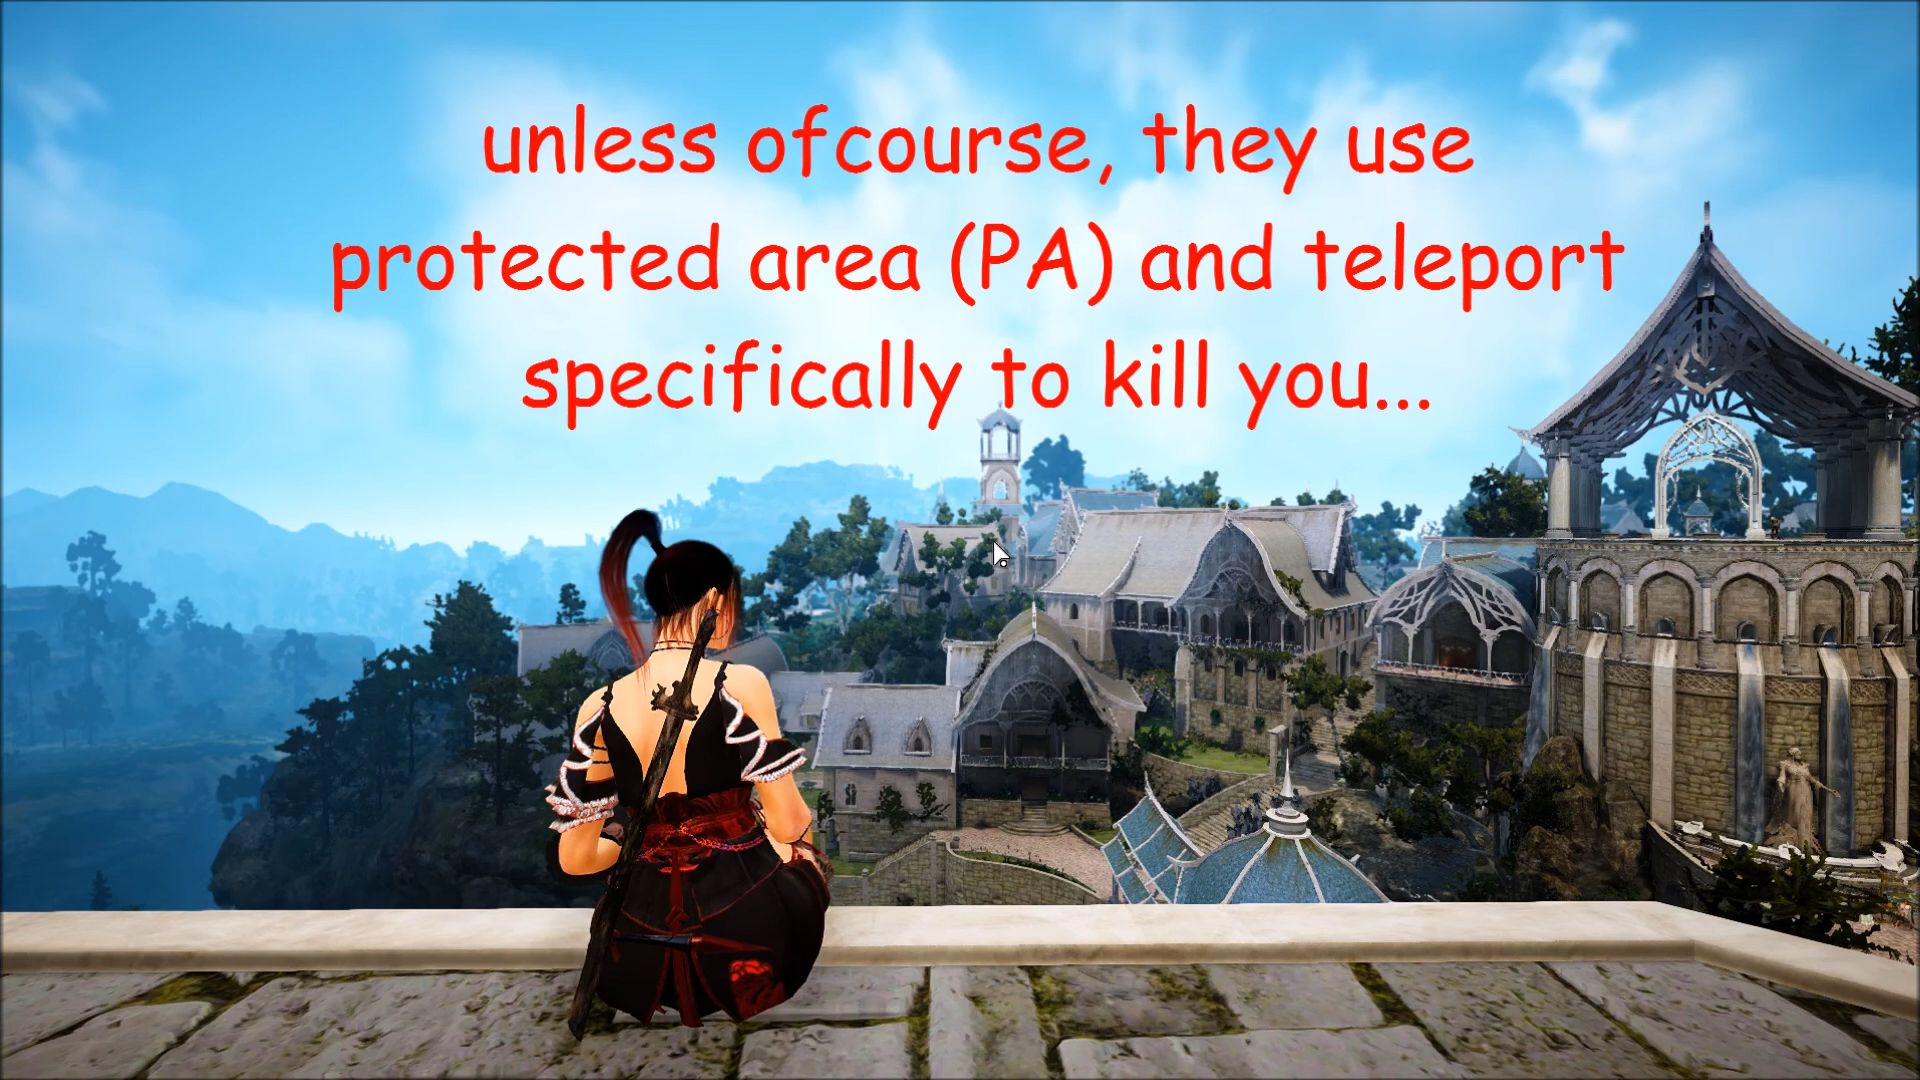 unless ofcourse, they use
protected area (PA) and teleport
specifically to kill you...